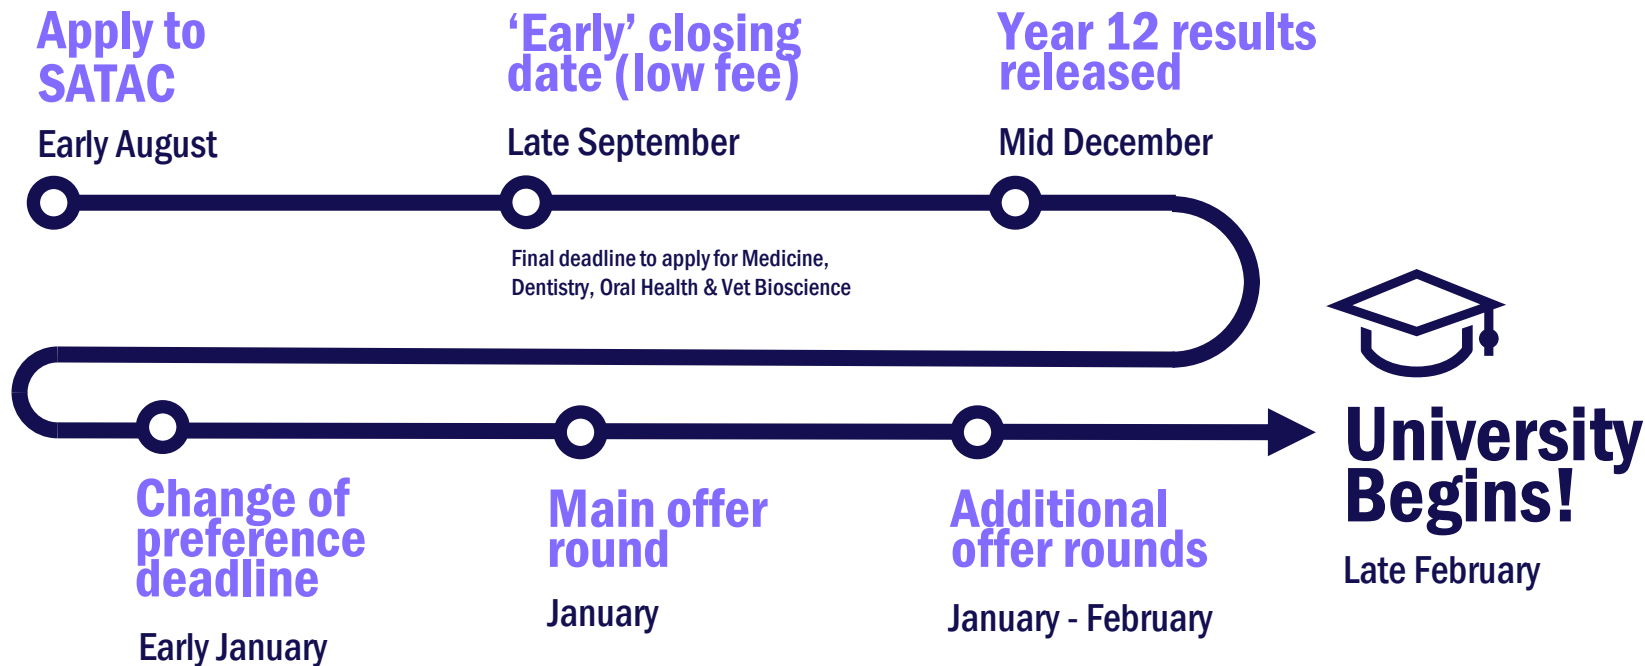 Apply to
SATAC
Early August
‘Early’ closing
date (low fee)
Late September
Final deadline to apply for Medicine,
Dentistry, Oral Health & Vet Bioscience
Year 12 results
released
Mid December
Change of
preference
deadline
Early January
Main offer
round
January
Additional
offer rounds
January - February
University
Begins!
Late February